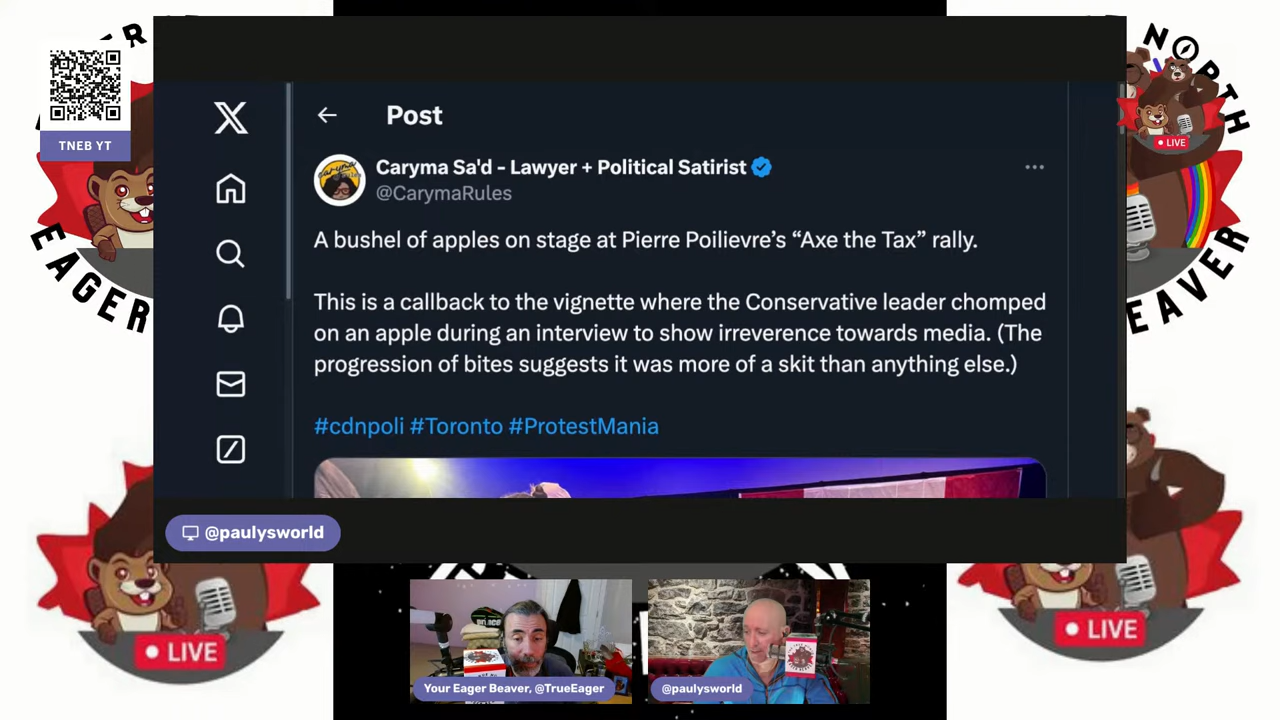 TNEB YT
Post
Caryma Sa'd - Lawyer + Political Satirist
@CarymaRules
A bushel of apples on stage at Pierre Poilievre’s “Axe the Tax” rally.
This is a callback to the vignette where the Conservative leader chomped
on an apple during an interview to show irreverence towards media. (The
progression of bites suggests it was more of a skit than anything else.)
#cdnpoli #Toronto #ProtestMania
@paulysworld
Your Eager Beaver, @TrueEager
@paulysworld
EAGER
NORTH
EAVER
LIVE
LIVE
LIVE